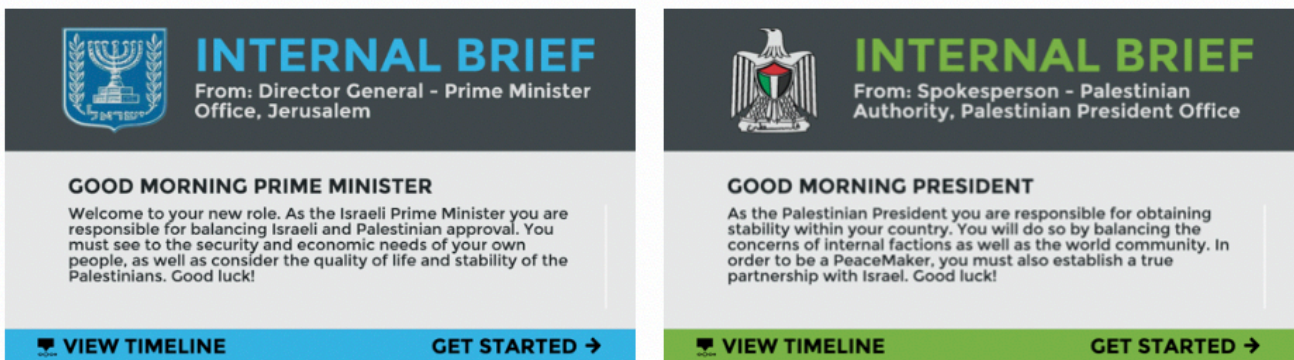 INTERNAL BRIEF
From: Director General - Prime Minister
Office, Jerusalem
GOOD MORNING PRIME MINISTER
Welcome to your new role. As the Israeli Prime Minister you are
responsible for balancing Israeli and Palestinian approval. You
must see to the security and economic needs of your own
people, as well as consider the quality of life and stability of the
Palestinians. Good luck!
VIEW TIMELINE
GET STARTED →
INTERNAL BRIEF
From: Spokesperson - Palestinian
Authority, Palestinian President Office
GOOD MORNING PRESIDENT
As the Palestinian President you are responsible for obtaining
stability within your country. You will do so by balancing the
concerns of internal factions as well as the world community. In
order to be a PeaceMaker, you must also establish a true
partnership with Israel. Good luck!
VIEW TIMELINE
GET STARTED →